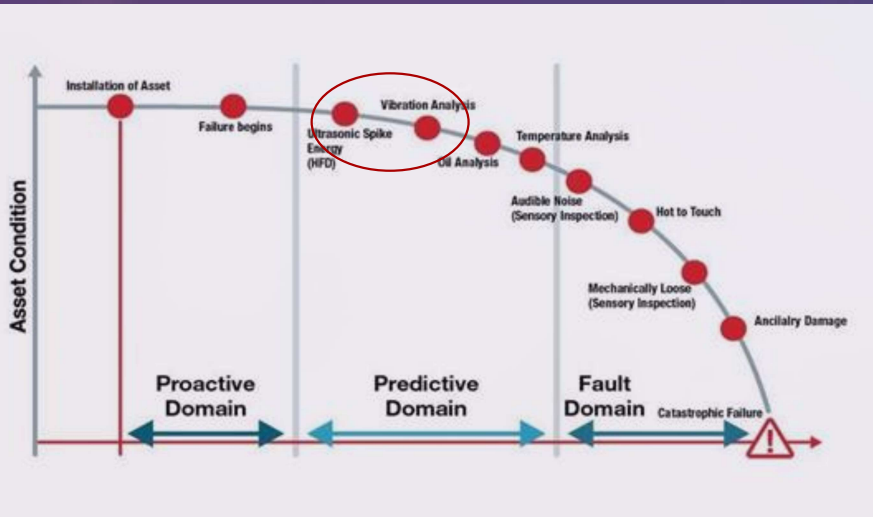 Installation of Asset
Failure begins
Vibration Analysis
Ultrasonic Spike
Energy
(HFD)
Oil Analysis
Temperature Analysis
Audible Noise
(Sensory Inspection)
Hot to Touch
Mechanically Loose
(Sensory Inspection)
Ancilalry Damage
Asset Condition
Proactive
Domain
Predictive
Domain
Fault
Domain
Catastrophic Failure
!